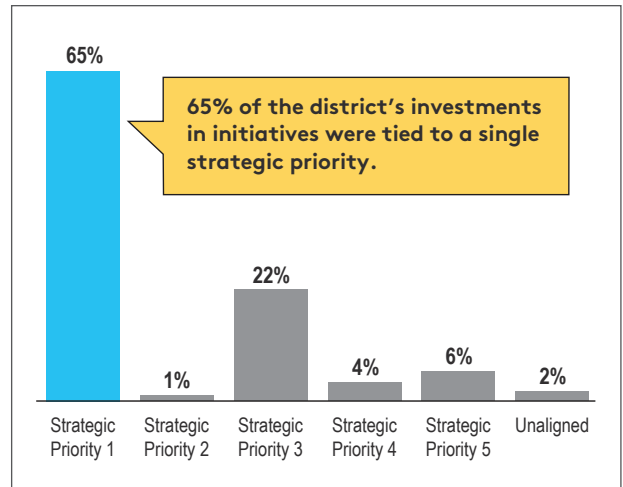 65%
65% of the district’s investments
in initiatives were tied to a single
strategic priority.
22%
6%
4%
1%
2%
Strategic
Priority 1
Strategic
Priority 2
Strategic
Priority 3
Strategic
Priority 4
Strategic
Priority 5
Unaligned